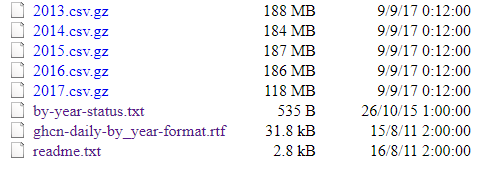 2013.csv.gz 188 MB 9/9/17 0:12:00
2014.csv.gz 184 MB 9/9/17 0:12:00
2015.csv.gz 187 MB 9/9/17 0:12:00
2016.csv.gz 186 MB 9/9/17 0:12:00
2017.csv.gz 118 MB 9/9/17 0:12:00
by-year-status.txt 535 B 26/10/15 1:00:00
ghcn-daily-by_year-format.rtf 31.8 kB 15/8/11 2:00:00
readme.txt 2.8 kB 16/8/11 2:00:00